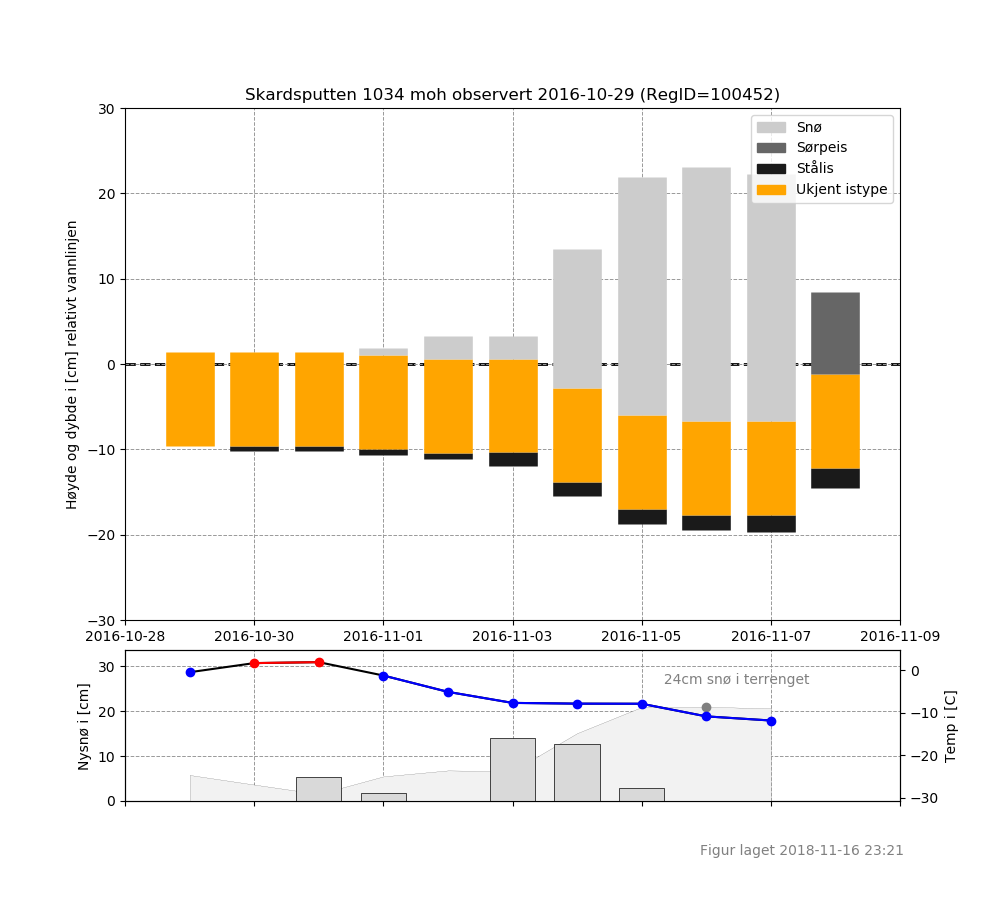 Skardsputten 1034 moh observert 2016-10-29 (RegID=100452)
30
20
10
0
−10
−20
−30
Høyde og dybde i [cm] relativt vannlinjen
Snø
Sørpeis
Stålis
Ukjent istype
2016-10-28
2016-10-30
2016-11-01
2016-11-03
2016-11-05
2016-11-07
2016-11-09
30
20
10
0
Nysnø i [cm]
24cm snø i terrenget
0
−10
−20
−30
Temp i [C]
Figur laget 2018-11-16 23:21